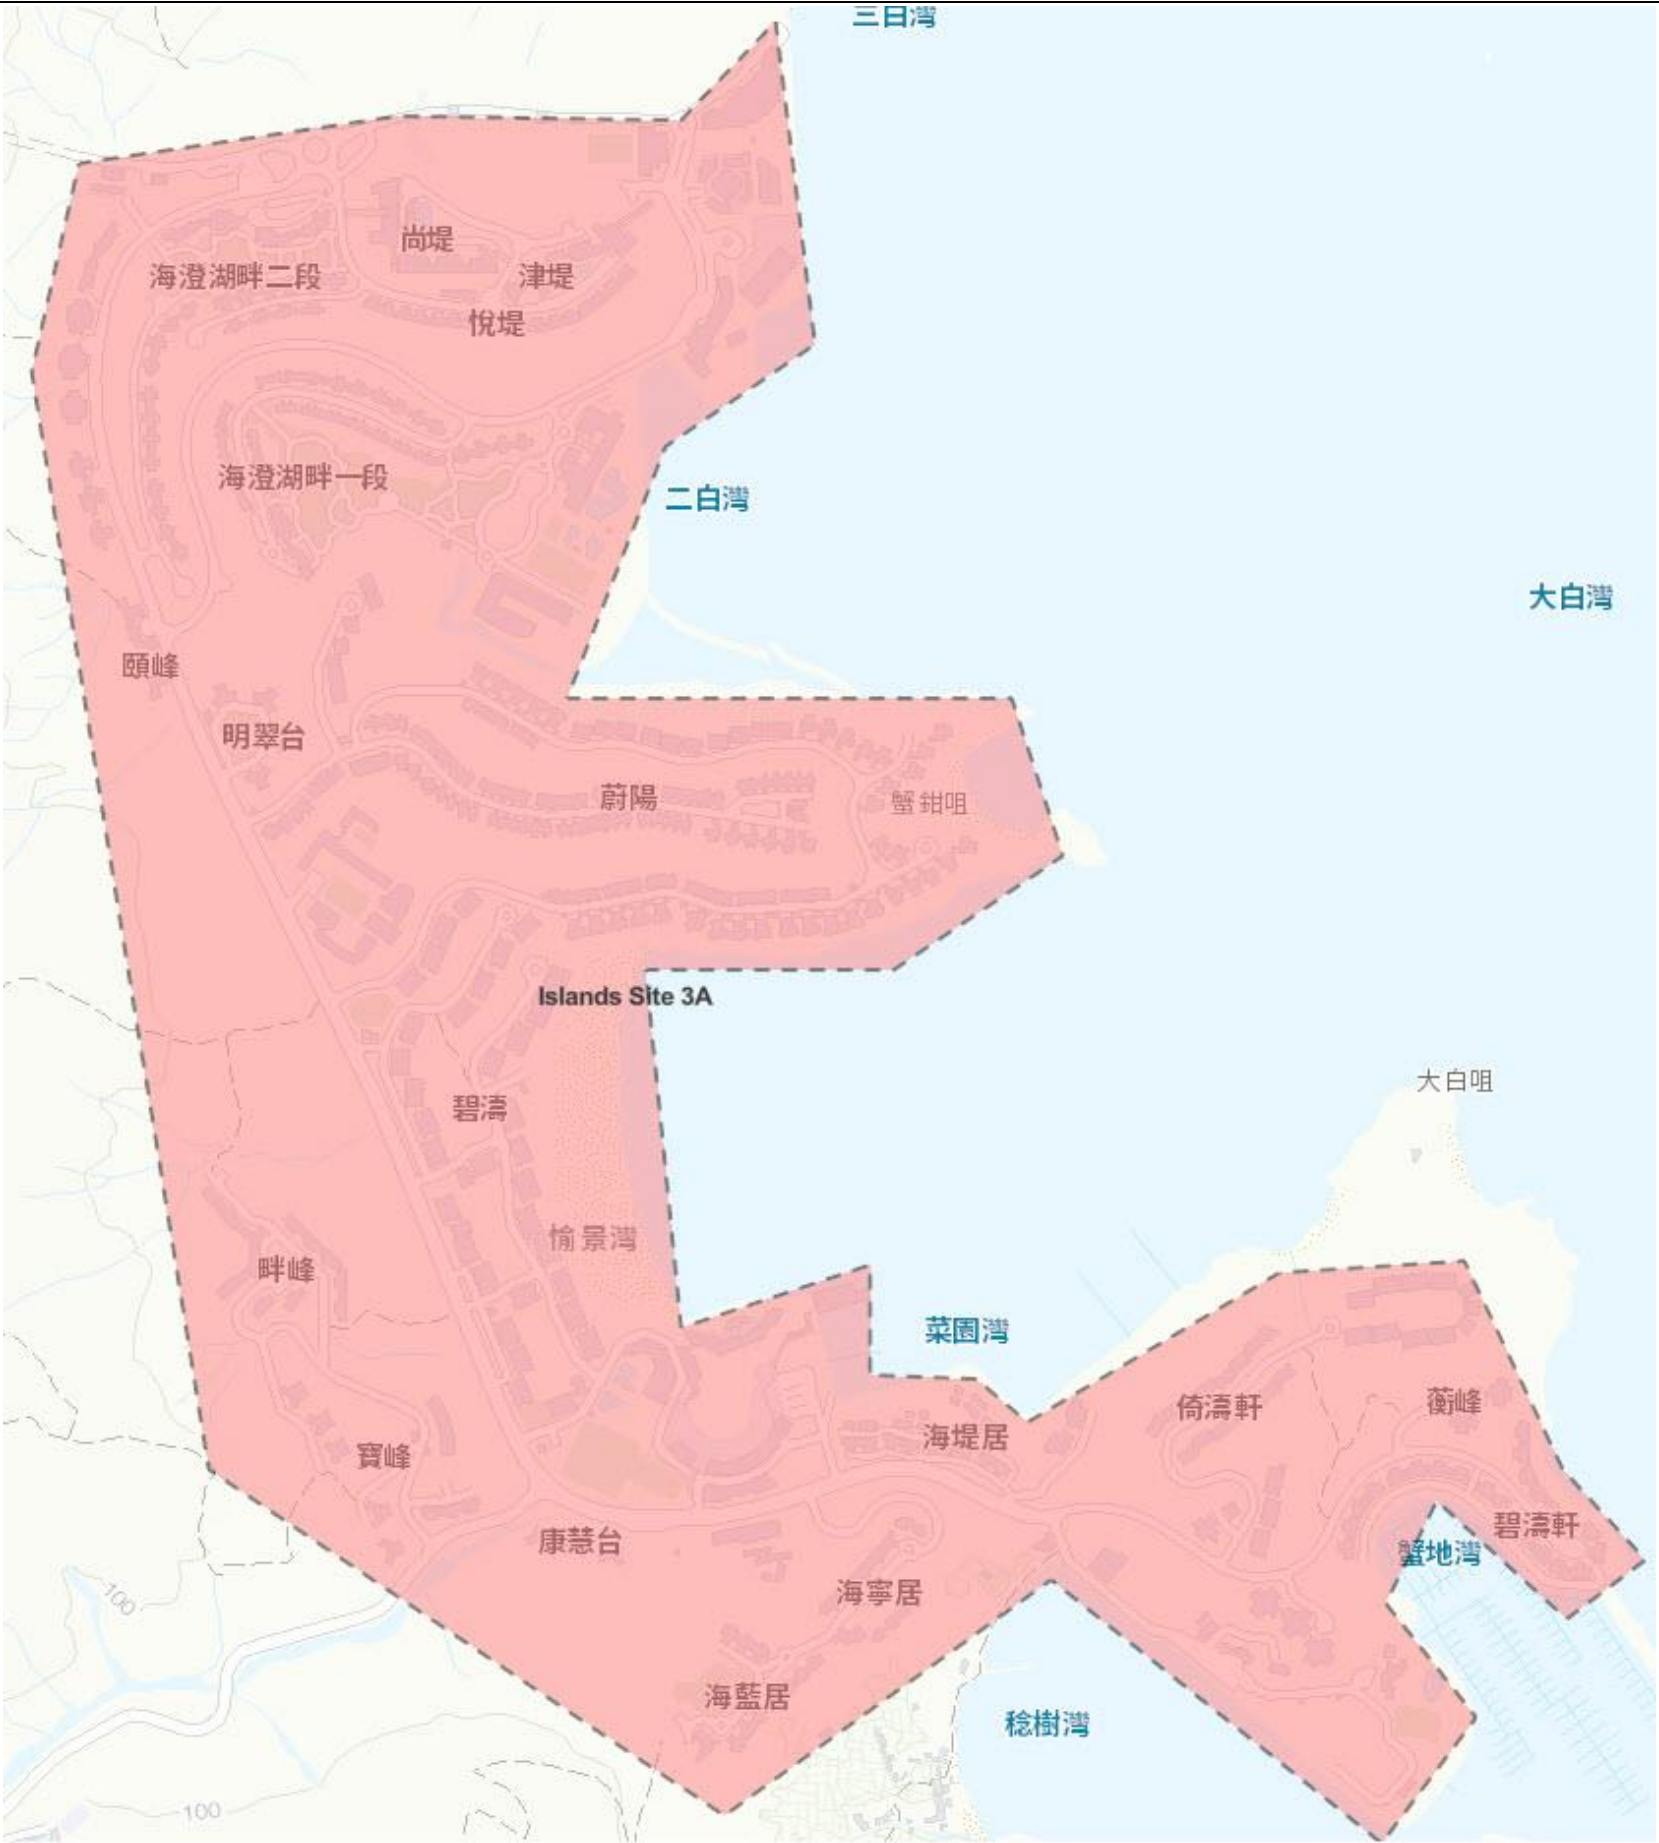 三白灣
尚堤
海澄湖畔二段
津堤
悅堤
海澄湖畔一段
二白灣
大白灣
頤峰
明翠台
蔚陽
蟹鉗咀
Islands Site 3A
大白咀
碧濤
愉景灣
畔峰
菜園灣
倚濤軒
蘅峰
海堤居
寶峰
碧濤軒
康慧台
蟹地灣
海寧居
100
海藍居
稔樹灣
100